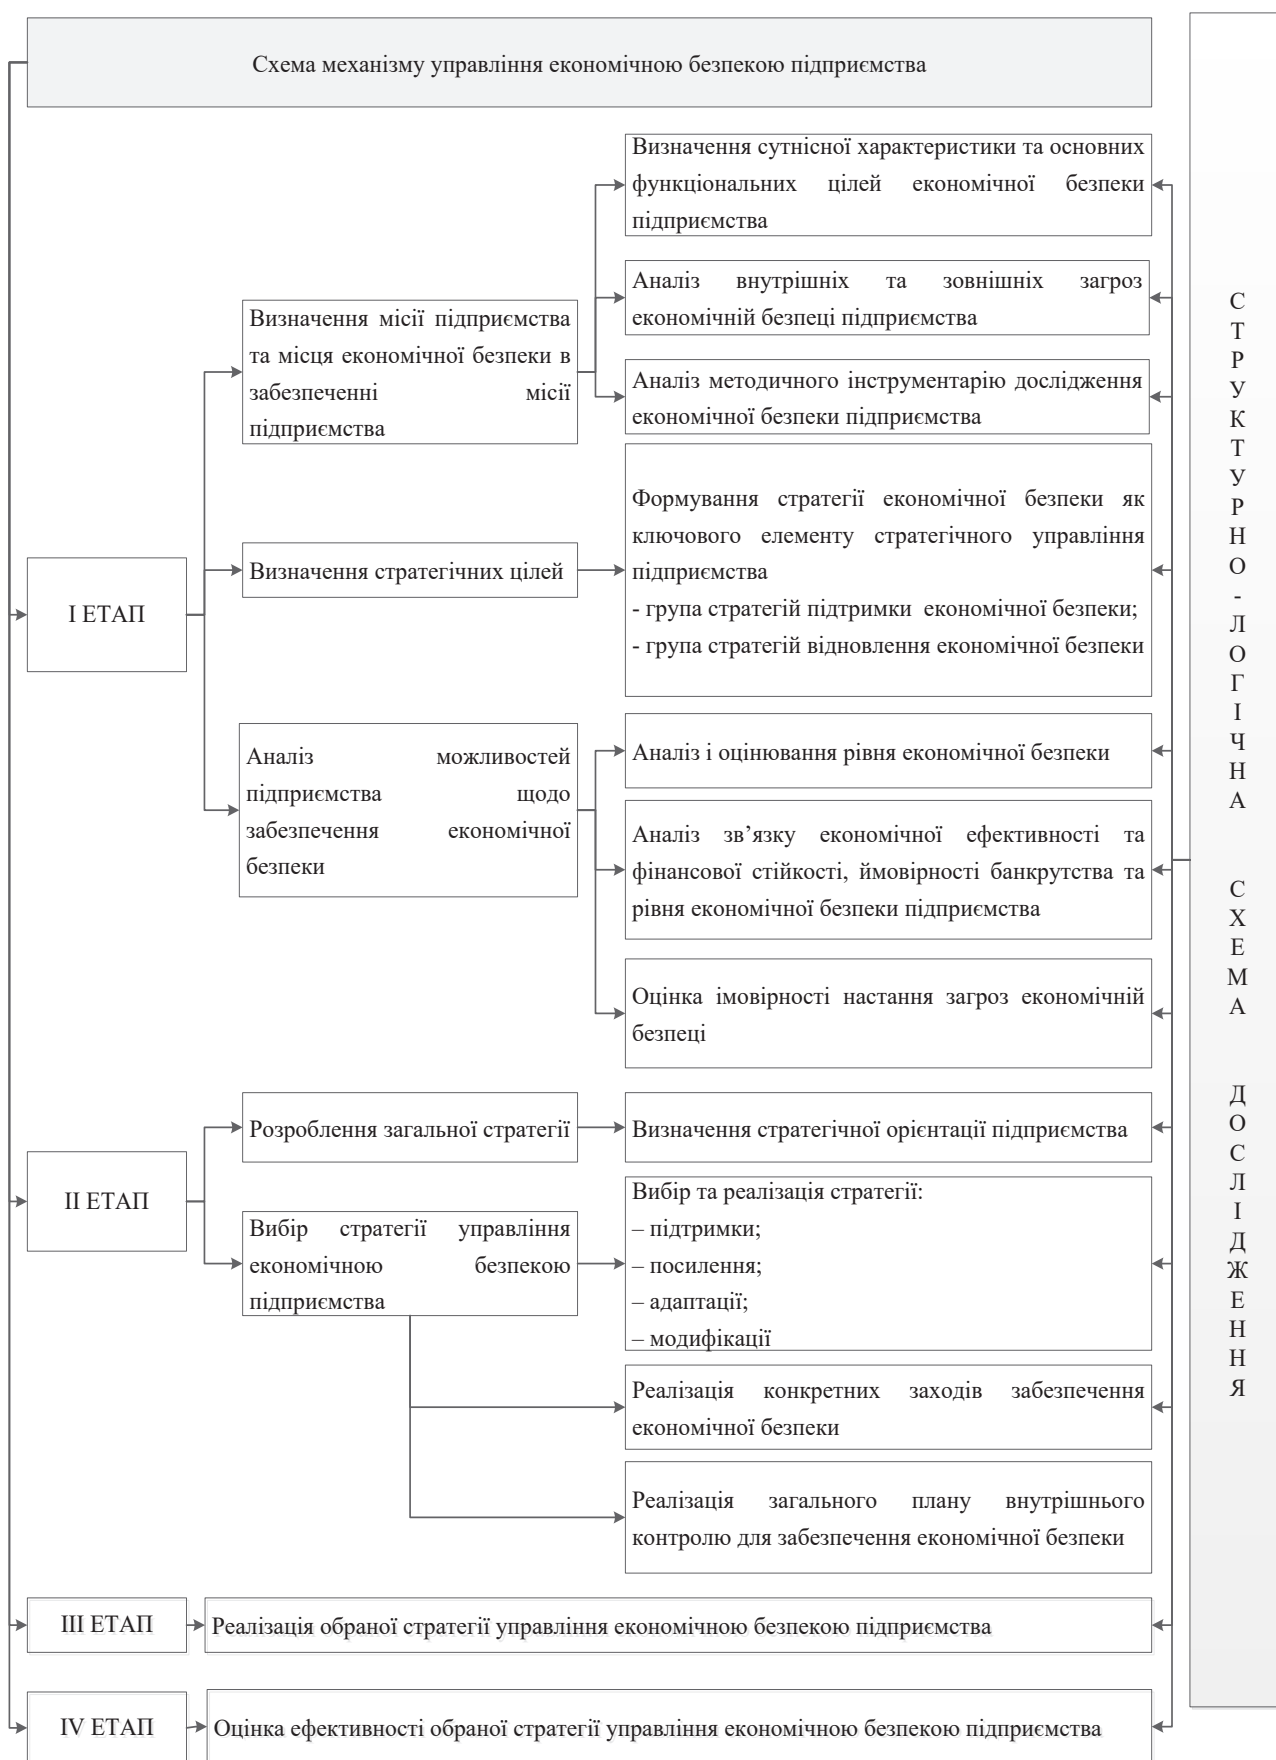 Схема механізму управління економічною безпекою підприємства
Визначення сутнісної характеристики та основних
функціональних цілей економічної безпеки
підприємства
Аналіз внутрішніх та зовнішніх загроз
економічній безпеці підприємства
Визначення місії підприємства
та місця економічної безпеки в
забезпеченні місії
підприємства
Аналіз методичного інструментарію дослідження
економічної безпеки підприємства
І ЕТАП
Визначення стратегічних цілей
Формування стратегії економічної безпеки як
ключового елементу стратегічного управління
підприємства
- група стратегій підтримки економічної безпеки;
- група стратегій відновлення економічної безпеки
Аналіз можливостей
підприємства щодо
забезпечення економічної
безпеки
Аналіз і оцінювання рівня економічної безпеки
Аналіз зв’язку економічної ефективності та
фінансової стійкості, ймовірності банкрутства та
рівня економічної безпеки підприємства
Оцінка імовірності настання загроз економічній
безпеці
ІІ ЕТАП
Розроблення загальної стратегії
Визначення стратегічної орієнтації підприємства
Вибір стратегії управління
економічною безпекою
підприємства
Вибір та реалізація стратегії:
– підтримки;
– посилення;
– адаптації;
– модифікації
Реалізація конкретних заходів забезпечення
економічної безпеки
Реалізація загального плану внутрішнього
контролю для забезпечення економічної безпеки
ІІІ ЕТАП
Реалізація обраної стратегії управління економічною безпекою підприємства
IV ЕТАП
Оцінка ефективності обраної стратегії управління економічною безпекою підприємства
СТРУКТУРНО-ЛОГІЧНА СХЕМА ДОСЛІДЖЕННЯ